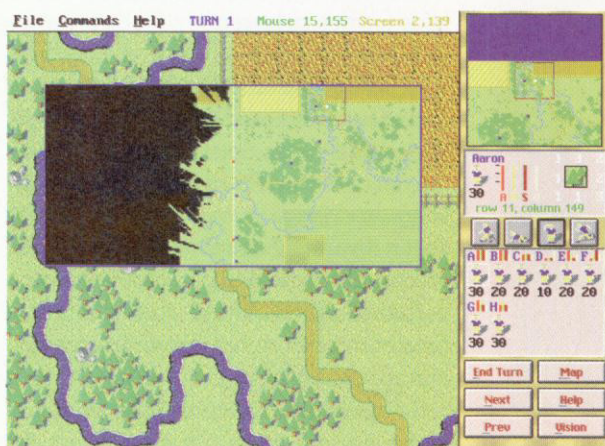 File Commands Help TURN 1 Mouse 15,155 Screen 2,139
Aaron
30
A S
row 11, column 149
A B C D E F
30 20 20 10 20 20
G H
30 30
End Turn Map
Next Help
Prev Vision